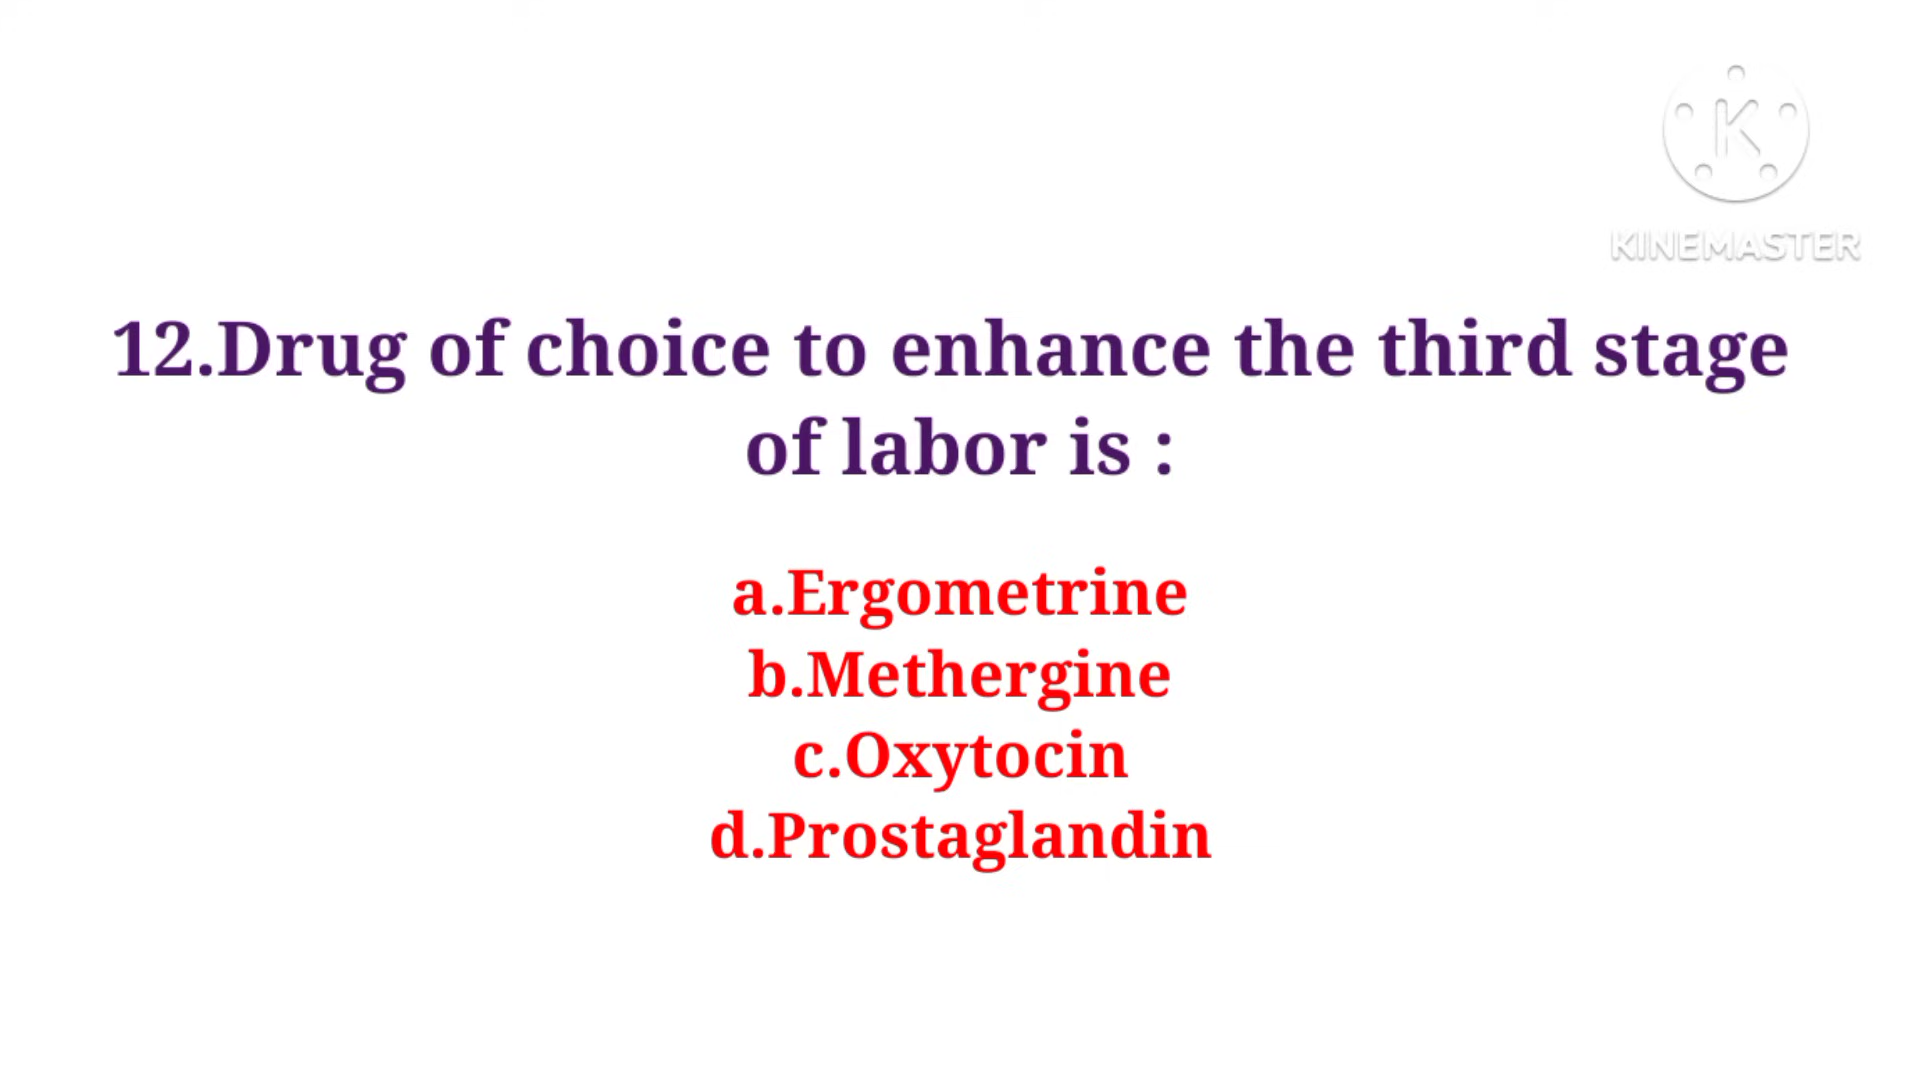 K
KINEMASTER
12.Drug of choice to enhance the third stage
of labor is :
a.Ergometrine
b.Methergine
c.Oxytocin
d.Prostaglandin